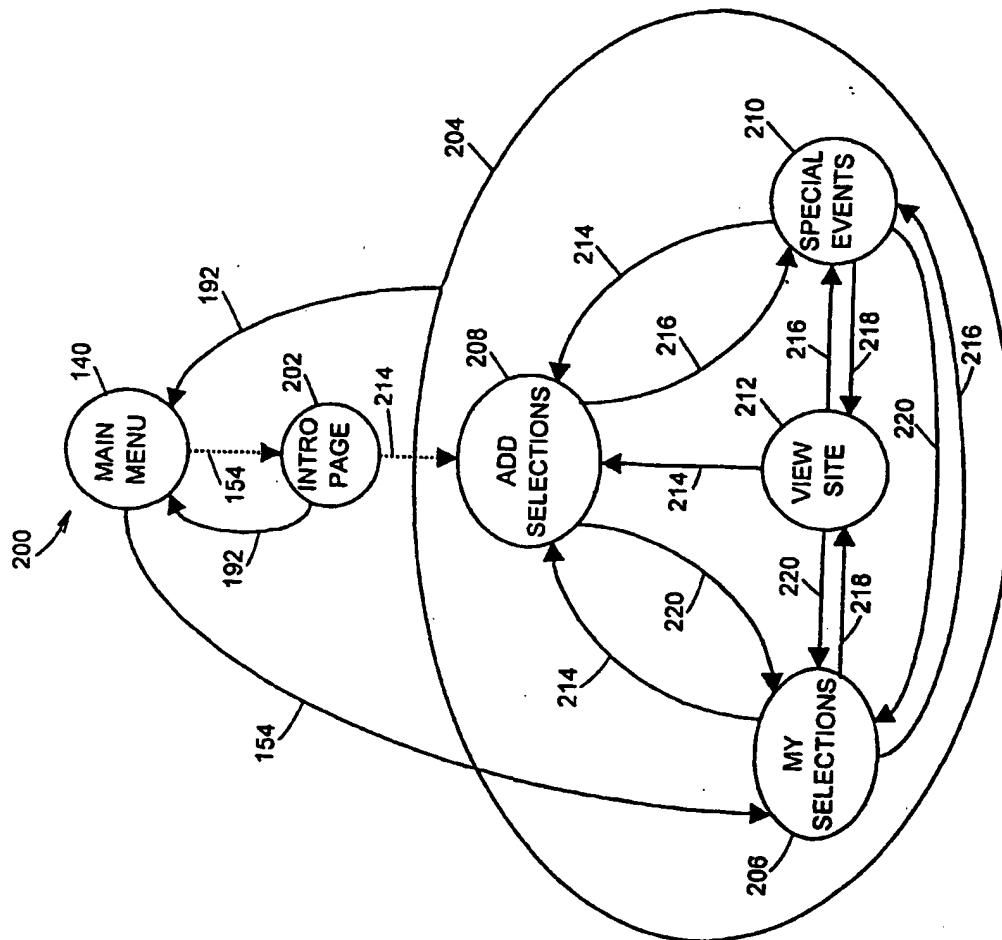 200
140
MAIN
MENU
154
192
192
154
202
INTRO
PAGE
214
204
208
ADD
SELECTIONS
214
214
220
214
216
206
212
210
MY
SELECTIONS
VIEW
SITE
SPECIAL
EVENTS
220
216
218
218
220
216